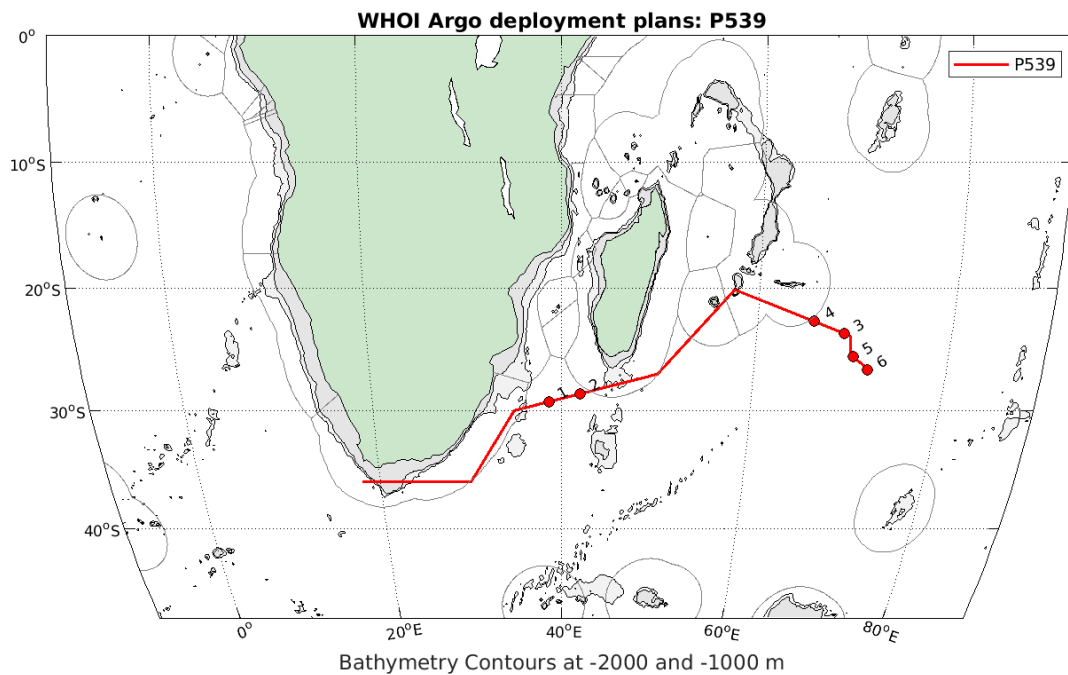 WHOI Argo deployment plans: P539
0°
P539
10°S
20°S
4
3
5
6
1
2
30°S
40°S
0°
20°E
40°E
60°E
80°E
Bathymetry Contours at -2000 and -1000 m